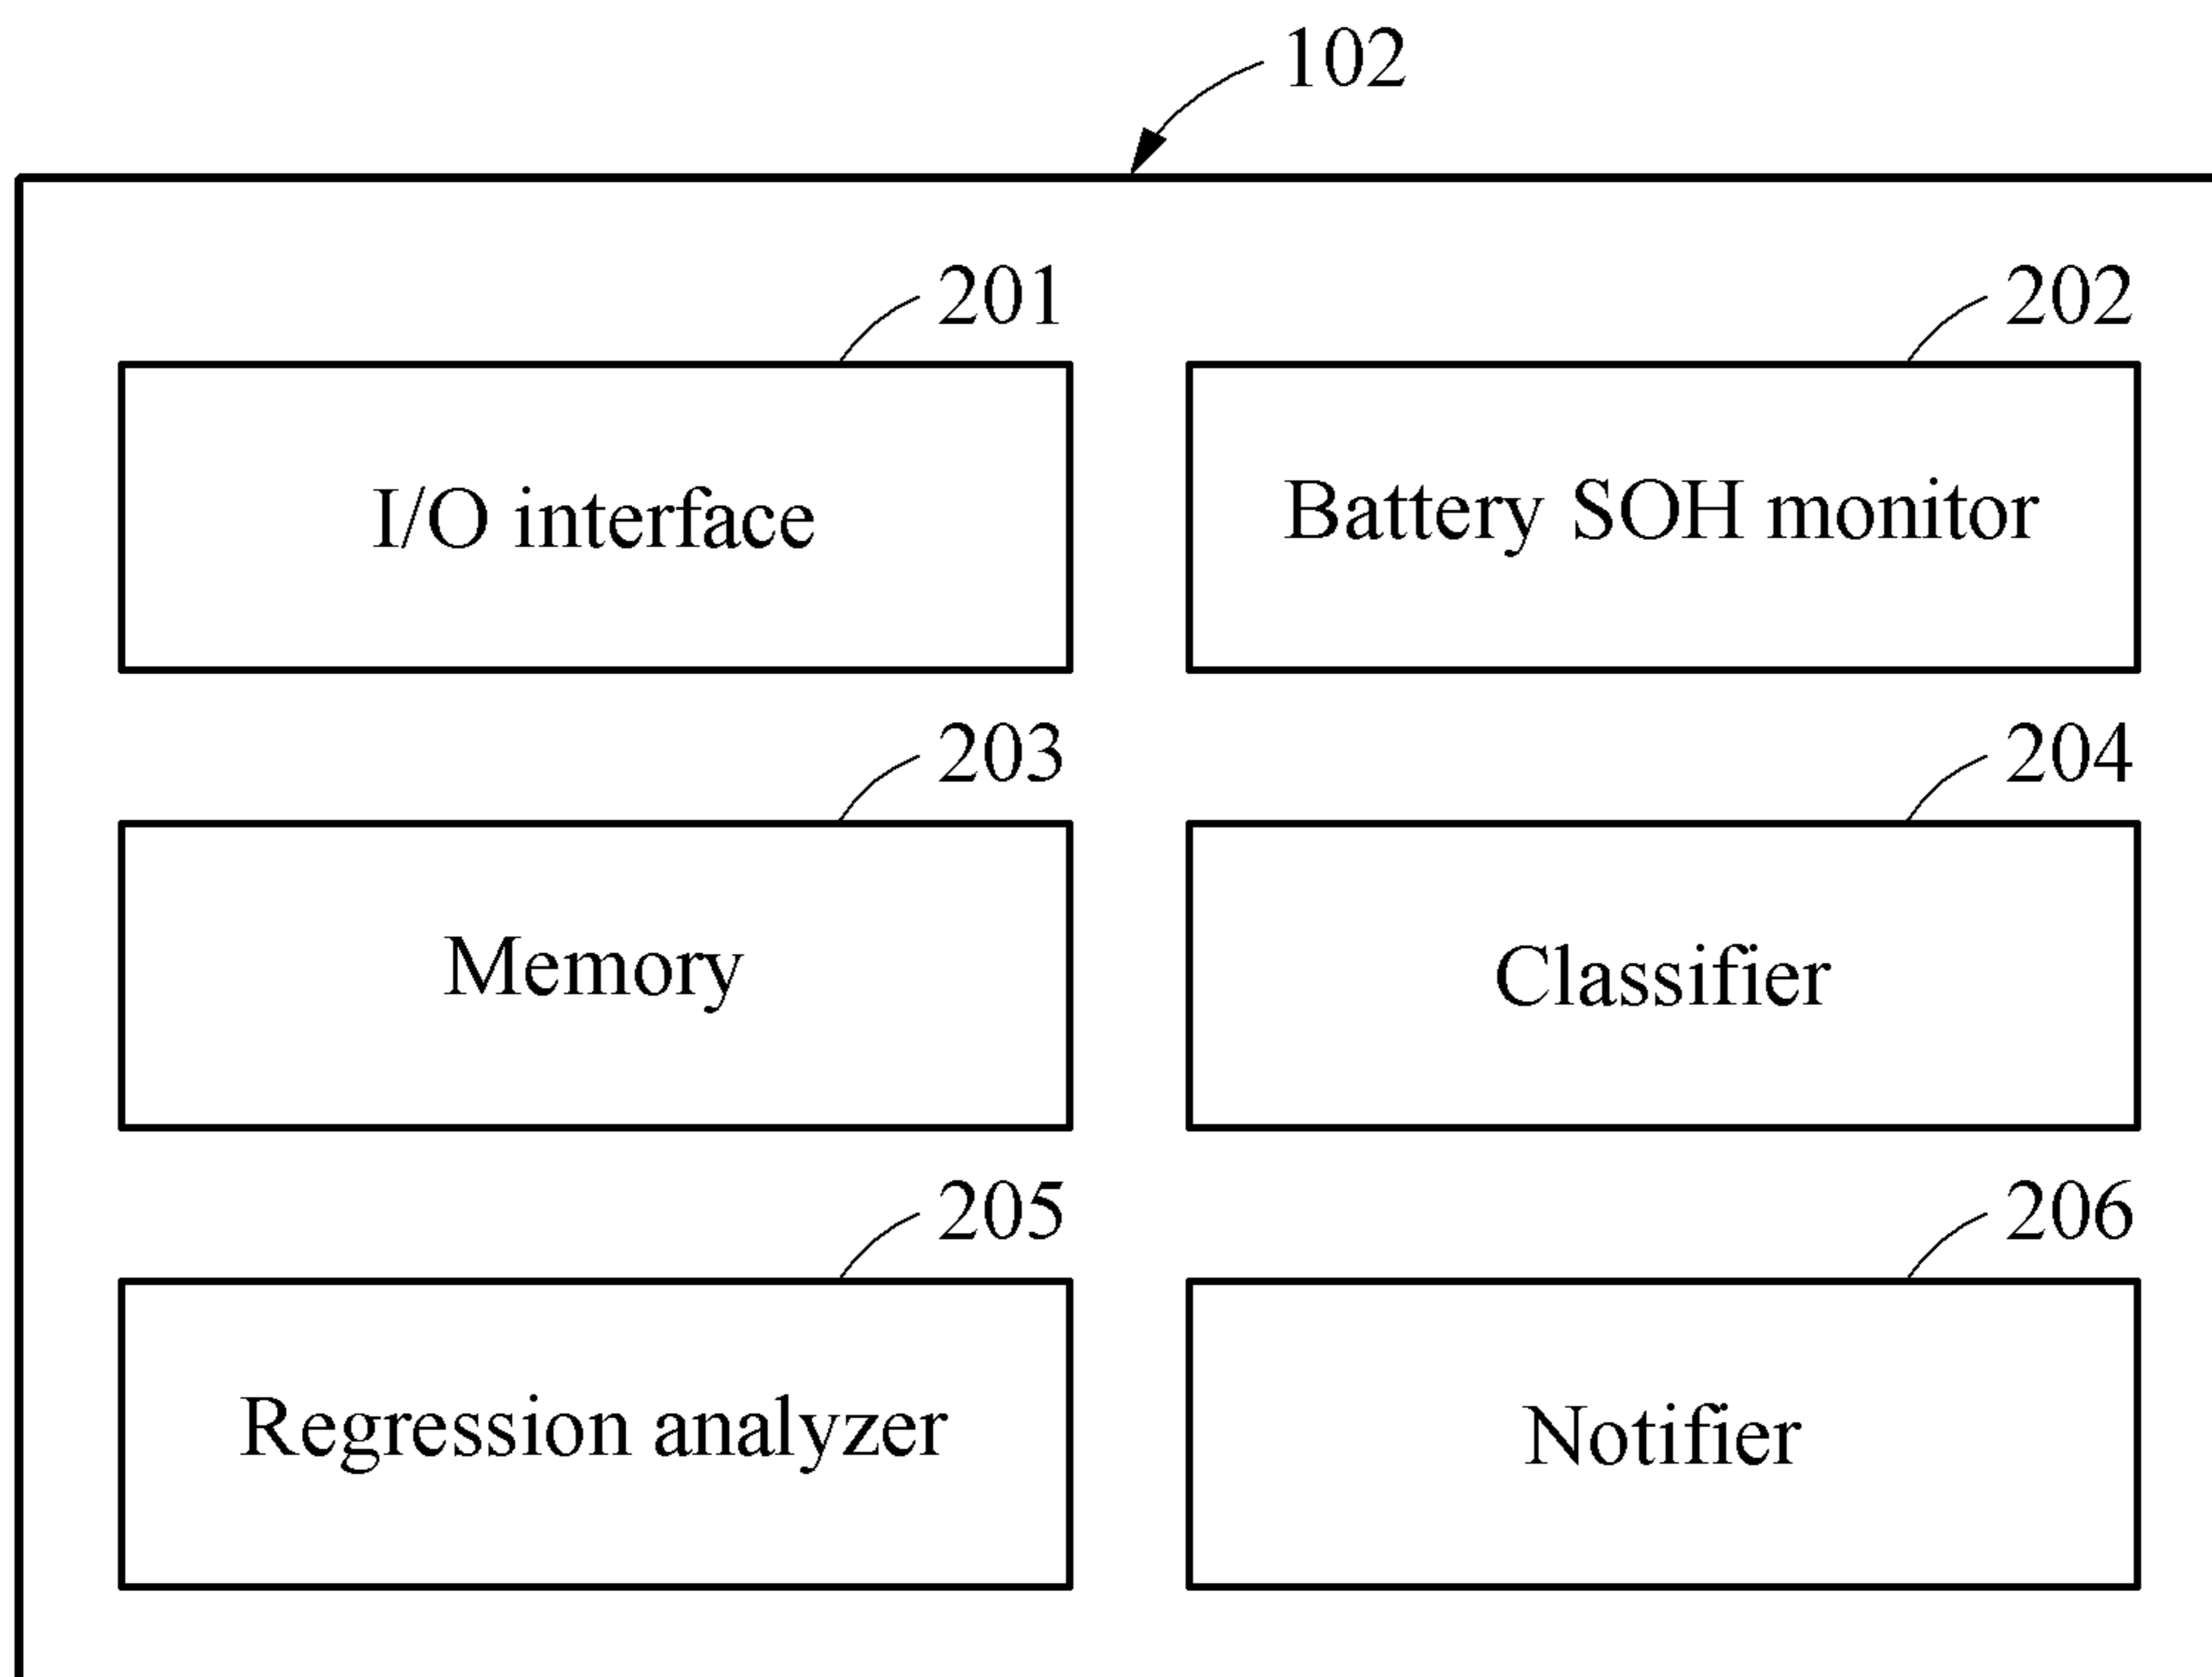 102
201
202
I/O interface
Battery SOH monitor
203
204
Memory
Classifier
205
206
Regression analyzer
Notifier